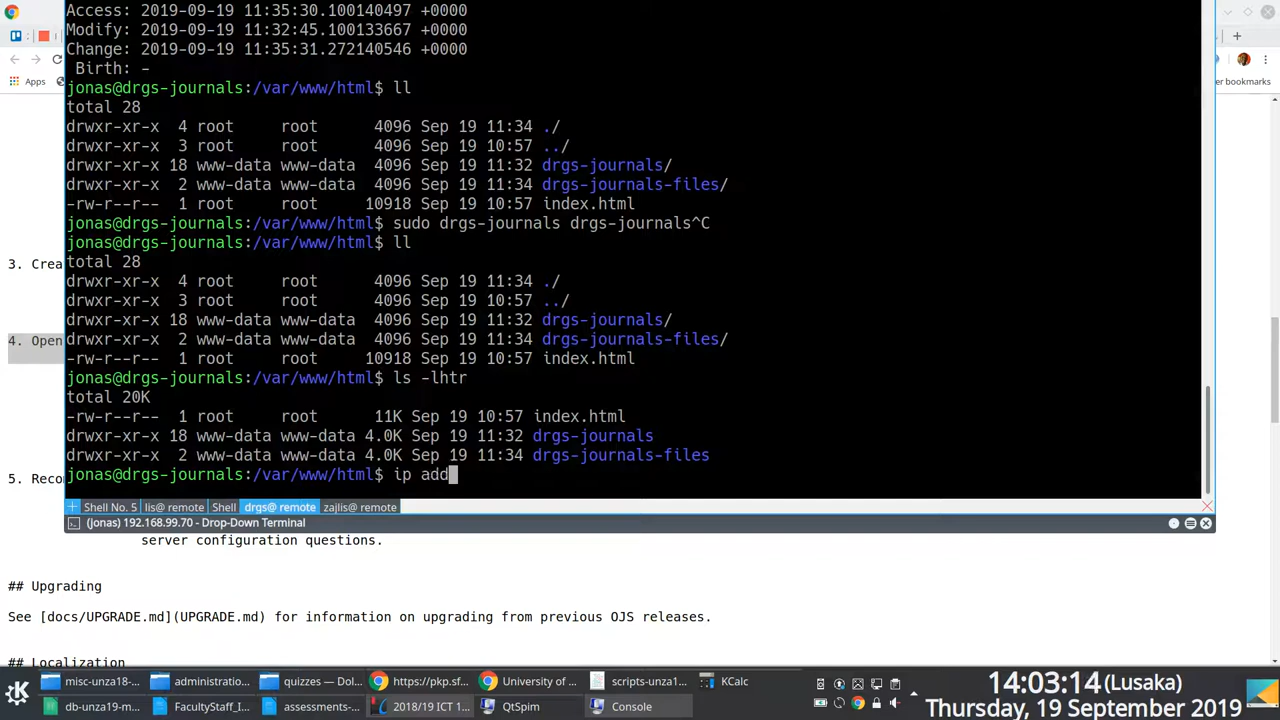 Access: 2019-09-19 11:35:30.100140497 +0000
Modify: 2019-09-19 11:32:45.100133667 +0000
Change: 2019-09-19 11:35:31.272140546 +0000
Birth: -
jonas@drgs-journals:/var/www/html$ ll
total 28
drwxr-xr-x 4 root root 4096 Sep 19 11:34 ./
drwxr-xr-x 3 root root 4096 Sep 19 10:57 ../
drwxr-xr-x 18 www-data www-data 4096 Sep 19 11:32 drgs-journals/
drwxr-xr-x 2 www-data www-data 4096 Sep 19 11:34 drgs-journals-files/
-rw-r--r-- 1 root root 10918 Sep 19 10:57 index.html
jonas@drgs-journals:/var/www/html$ sudo drgs-journals drgs-journals^C
jonas@drgs-journals:/var/www/html$ ll
total 28
drwxr-xr-x 4 root root 4096 Sep 19 11:34 ./
drwxr-xr-x 3 root root 4096 Sep 19 10:57 ../
drwxr-xr-x 18 www-data www-data 4096 Sep 19 11:32 drgs-journals/
drwxr-xr-x 2 www-data www-data 4096 Sep 19 11:34 drgs-journals-files/
-rw-r--r-- 1 root root 10918 Sep 19 10:57 index.html
jonas@drgs-journals:/var/www/html$ ls -lhtr
total 20K
-rw-r--r-- 1 root root 11K Sep 19 10:57 index.html
drwxr-xr-x 18 www-data www-data 4.0K Sep 19 11:32 drgs-journals
drwxr-xr-x 2 www-data www-data 4.0K Sep 19 11:34 drgs-journals-files
jonas@drgs-journals:/var/www/html$ ip add
Shell No. 5 lis@ remote Shell drgs@ remote zajlis@ remote
(jonas) 192.168.99.70 - Drop-Down Terminal
Apps
er bookmarks
3. Crea
4. Open
5. Reco
server configuration questions.
## Upgrading
See [docs/UPGRADE.md](UPGRADE.md) for information on upgrading from previous OJS releases.
## Localization
misc-unza18-... administratio... quizzes — Dol... https://pkp.sf... University of ... scripts-unza1... KCalc
db-unza19-m... FacultyStaff_I... assessments-... 2018/19 ICT 1... QtSpim Console
14:03:14 (Lusaka)
Thursday, 19 September 2019